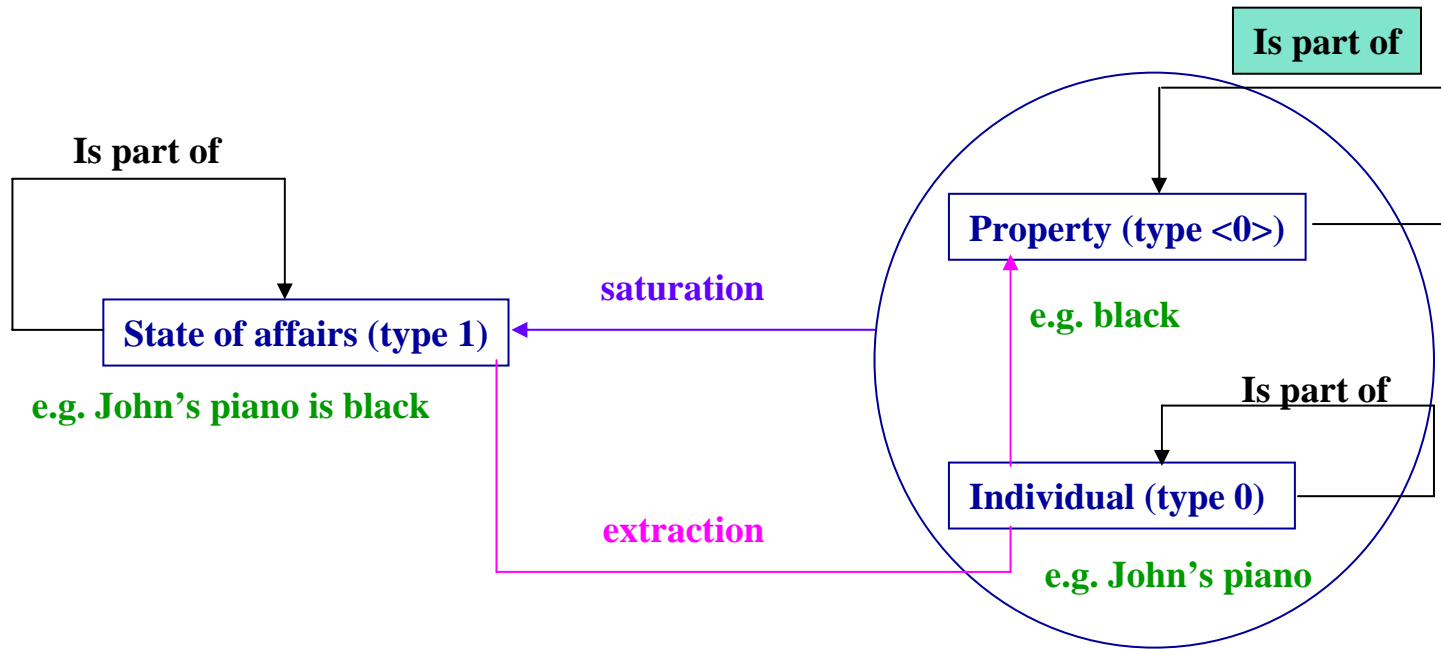 Is part of
Is part of
Property (type <0>)
saturation
e.g. black
State of affairs (type 1)
Is part of
e.g. John’s piano is black
Individual (type 0)
extraction
e.g. John’s piano